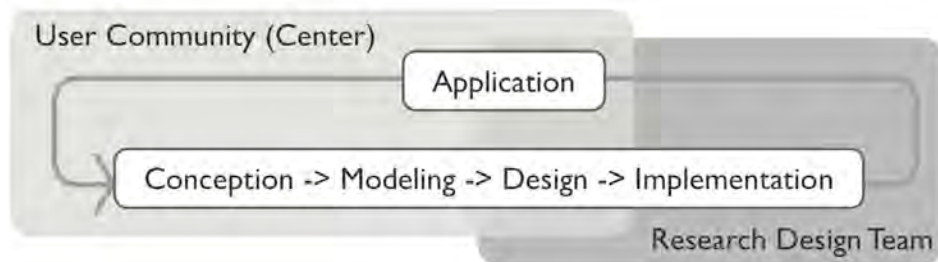 User Community (Center)
Application
Conception -> Modeling -> Design -> Implementation
Research Design Team